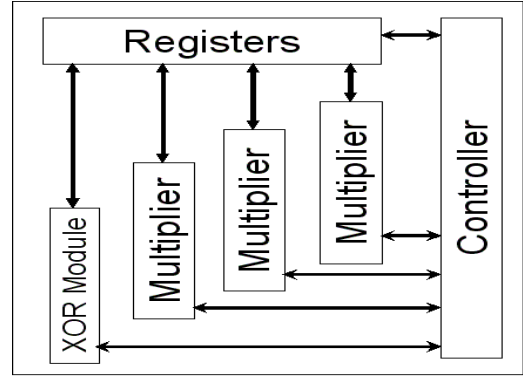 Registers
XOR Module
Multiplier
Multiplier
Multiplier
Controller